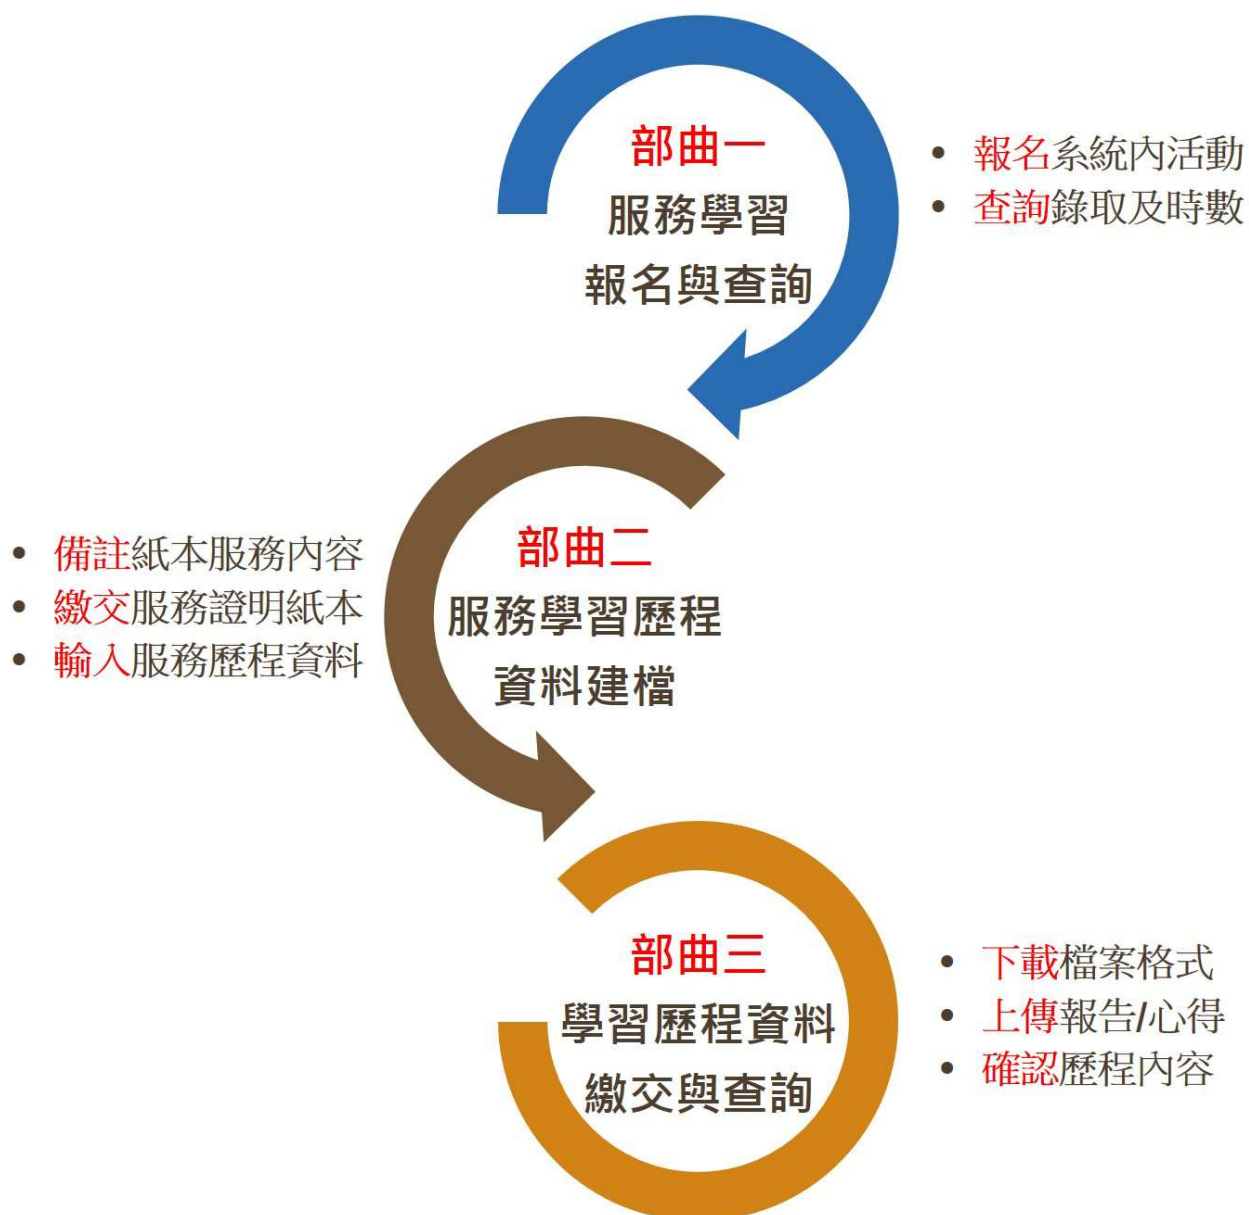 部曲一
服務學習
報名與查詢
• 報名系統內活動
• 查詢錄取及時數
部曲二
服務學習歷程
資料建檔
• 備註紙本服務內容
• 繳交服務證明紙本
• 輸入服務歷程資料
部曲三
學習歷程資料
繳交與查詢
• 下載檔案格式
• 上傳報告/心得
• 確認歷程內容